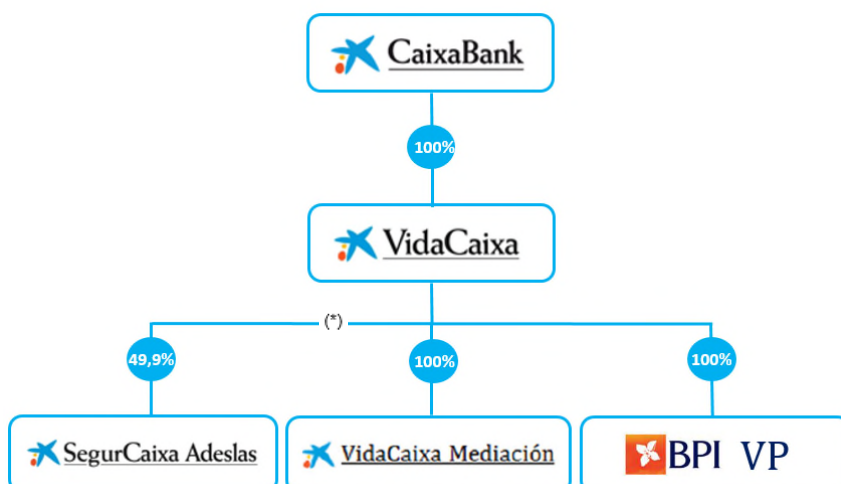 CaixaBank
100%
VidaCaixa
(*)
49,9%
100%
100%
SegurCaixa Adeslas
VidaCaixa Mediación
BPI VP